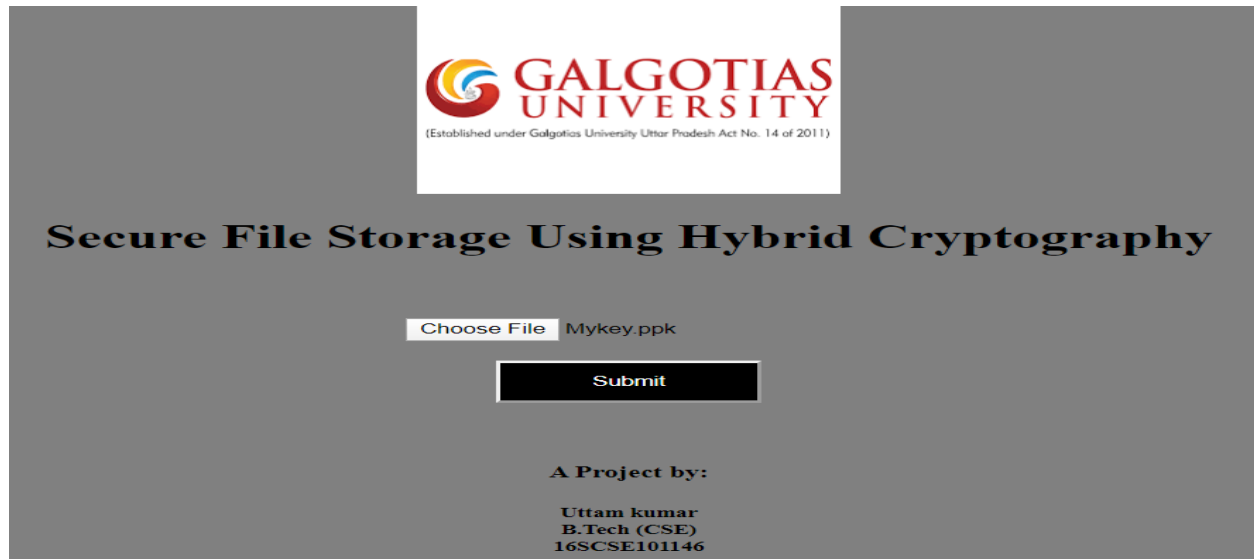 GALGOTIAS
UNIVERSITY
(Established under Galgotias University Uttar Pradesh Act No. 14 of 2011)
Secure File Storage Using Hybrid Cryptography
Choose File Mykey.ppk
Submit
A Project by:
Uttam kumar
B.Tech (CSE)
16SCSE101146